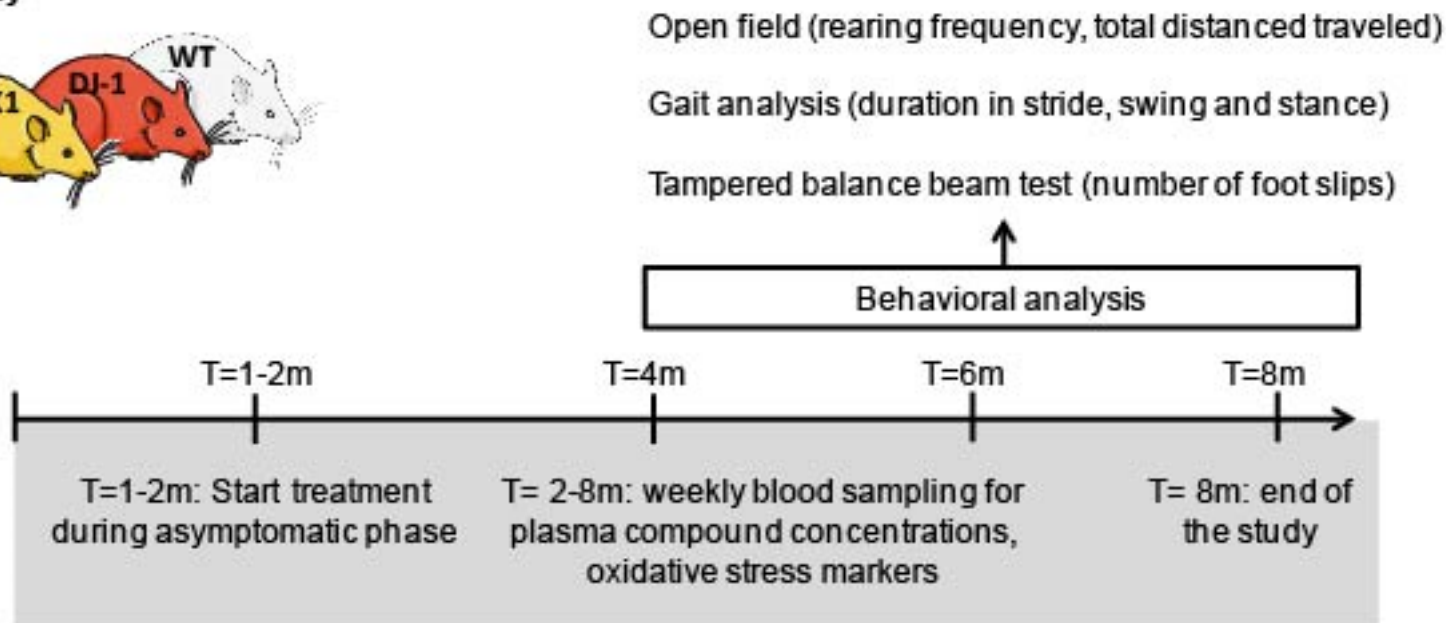 WT
DJ-1
Open field (rearing frequency, total distanced traveled)
Gait analysis (duration in stride, swing and stance)
Tampered balance beam test (number of foot slips)
Behavioral analysis
T=1-2m
T=4m
T=6m
T=8m
T=1-2m: Start treatment
during asymptomatic phase
T= 2-8m: weekly blood sampling for
plasma compound concentrations,
oxidative stress markers
T= 8m: end of
the study